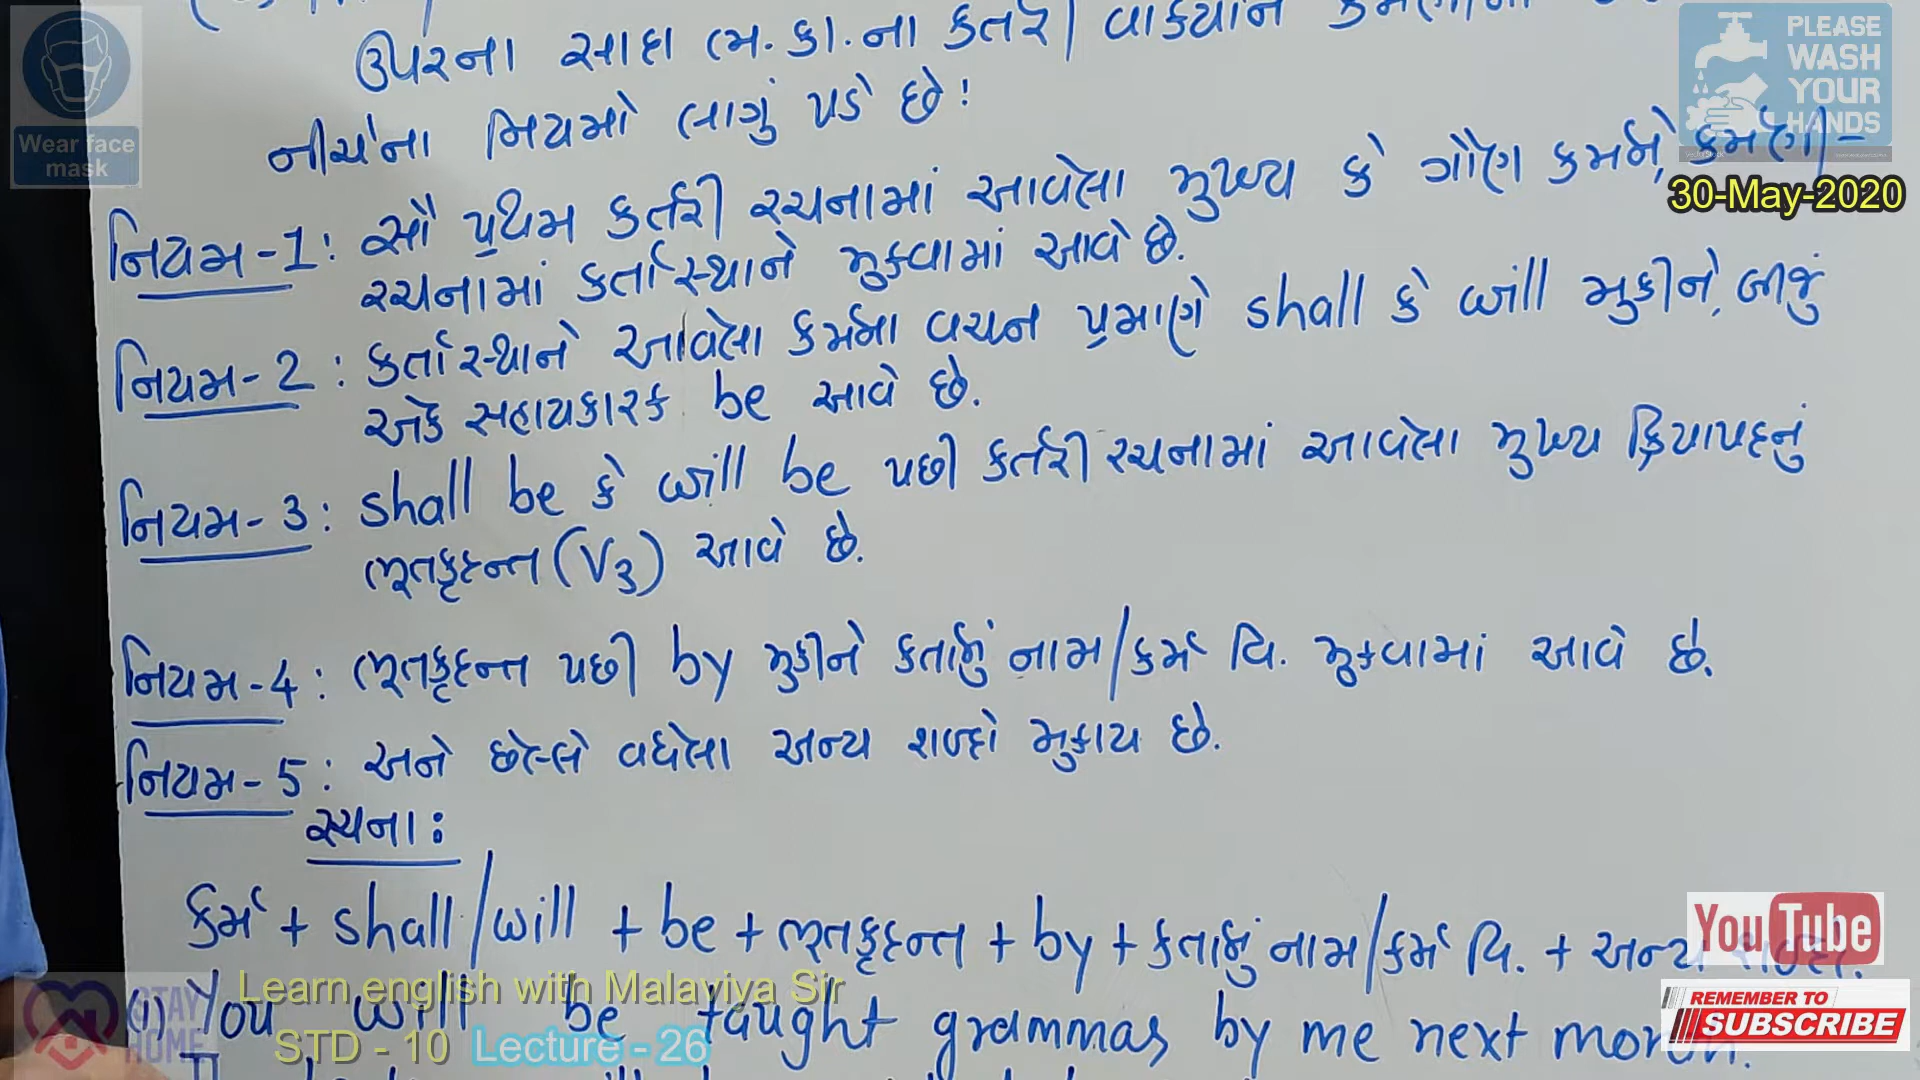 ઉપરના સાદા ભ. કા. ના કર્તરી વાક્યોને
નીચેના નિયમો લાગું પડે છે!
નિયમ-1: સૌ પ્રથમ કર્તરી રચનામાં આવેલા મુખ્ય કે ગૌણ કર્મને, કર્મણી-
રચનામાં કર્તાસ્થાને મુકવામાં આવે છે.
નિયમ-2: કર્તાસ્થાને આવેલા કર્મના વચન પ્રમાણે shall કે will મુકીને, બીજું
એક સહાયકારક be આવે છે.
નિયમ-3: shall be કે will be પછી કર્તરી રચનામાં આવેલા મુખ્ય ક્રિયાપદનું
ભૂતકૃદન્ત (V3) આવે છે.
નિયમ-4: ભૂતકૃદન્ત પછી by મુકીને કર્તાનું નામ/કર્મ વિ. મૂકવામાં આવે છે.
નિયમ-5: અને છેલ્લે વધેલા અન્ય શબ્દો મુકાય છે.
રચના:
કર્મ + shall/will + be + ભૂતકૃદન્ત + by + કર્તાનું નામ/કર્મ વિ. + અન્ય શબ્દો.
(1) You will be taught grammar by me next month.
Wear face
mask
PLEASE
WASH
YOUR
HANDS
30-May-2020
YouTube
REMEMBER TO
SUBSCRIBE
STAY
HOME
Learn english with Malaviya Sir
STD - 10 Lecture - 26